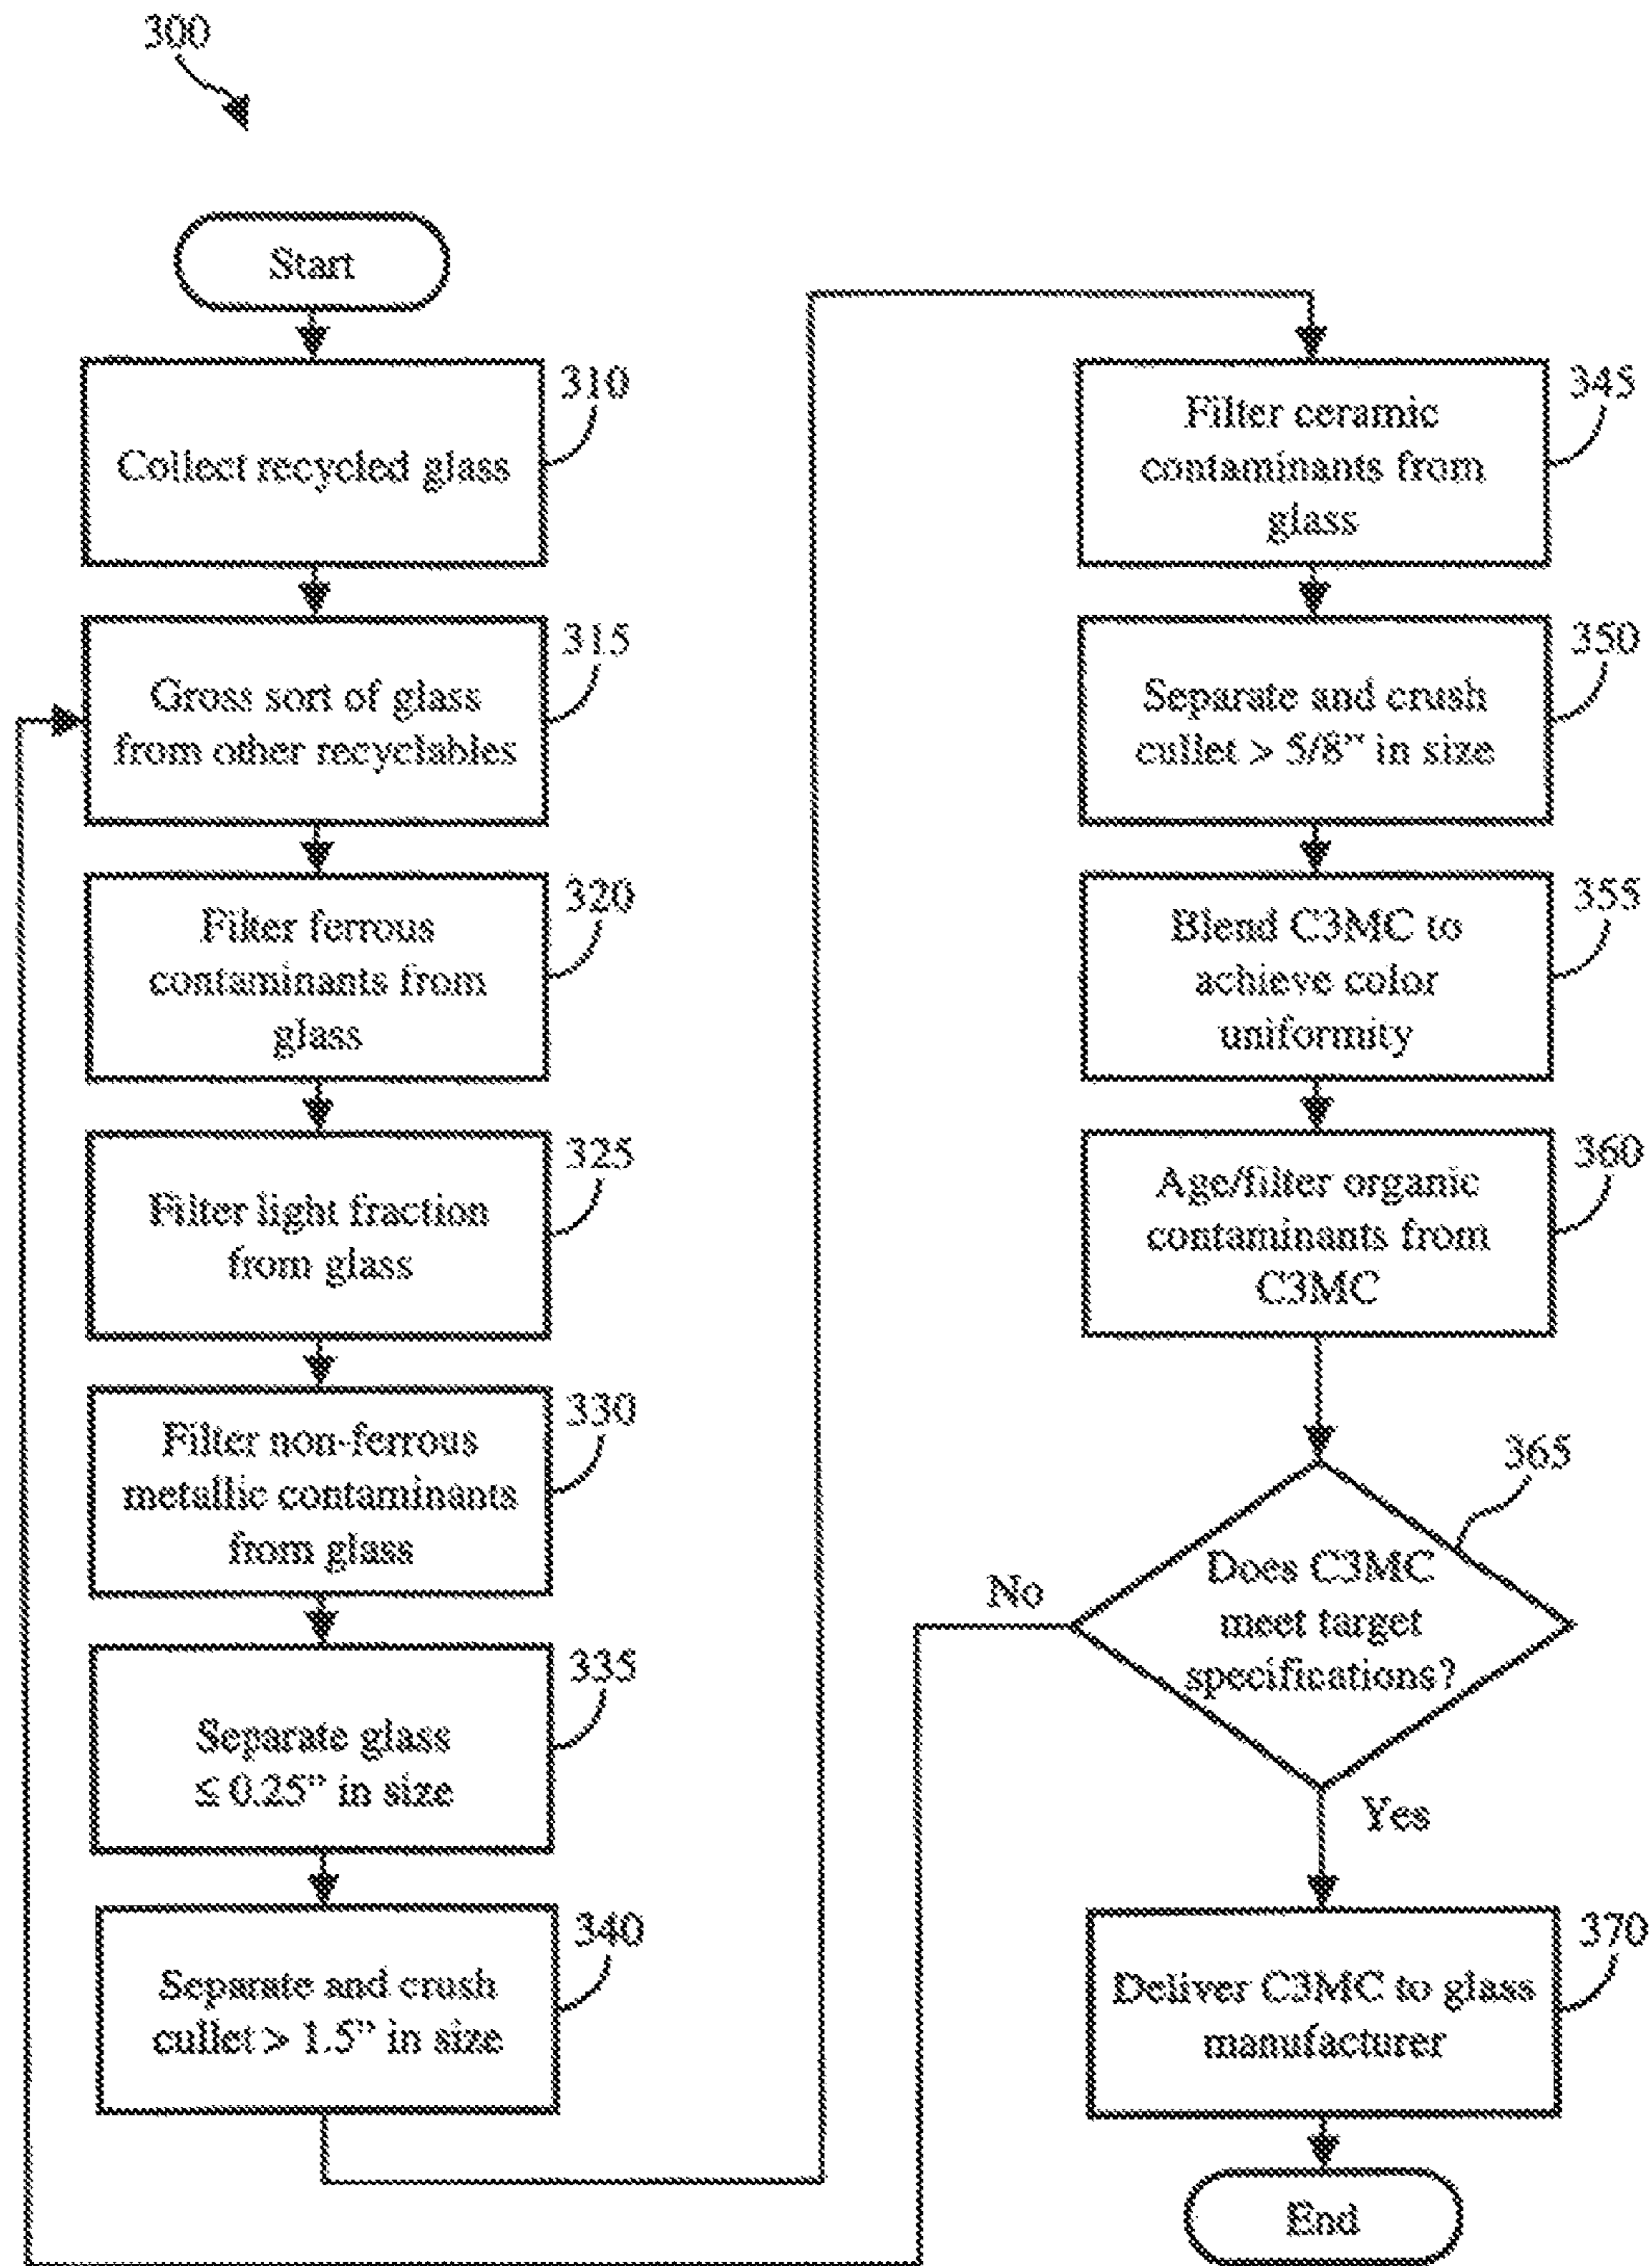 300
Start
310
Collect recycled glass
315
Gross sort of glass
from other recyclables
320
Filter ferrous
contaminants from
glass
325
Filter light fraction
from glass
330
Filter non-ferrous
metallic contaminants
from glass
335
Separate glass
≤ 0.25” in size
340
Separate and crush
cullet > 1.5” in size
345
Filter ceramic
contaminants from
glass
350
Separate and crush
cullet > 5/8” in size
355
Blend C3MC to
achieve color
uniformity
360
Age/filter organic
contaminants from
C3MC
365
Does C3MC
meet target
specifications?
No
Yes
370
Deliver C3MC to glass
manufacturer
End